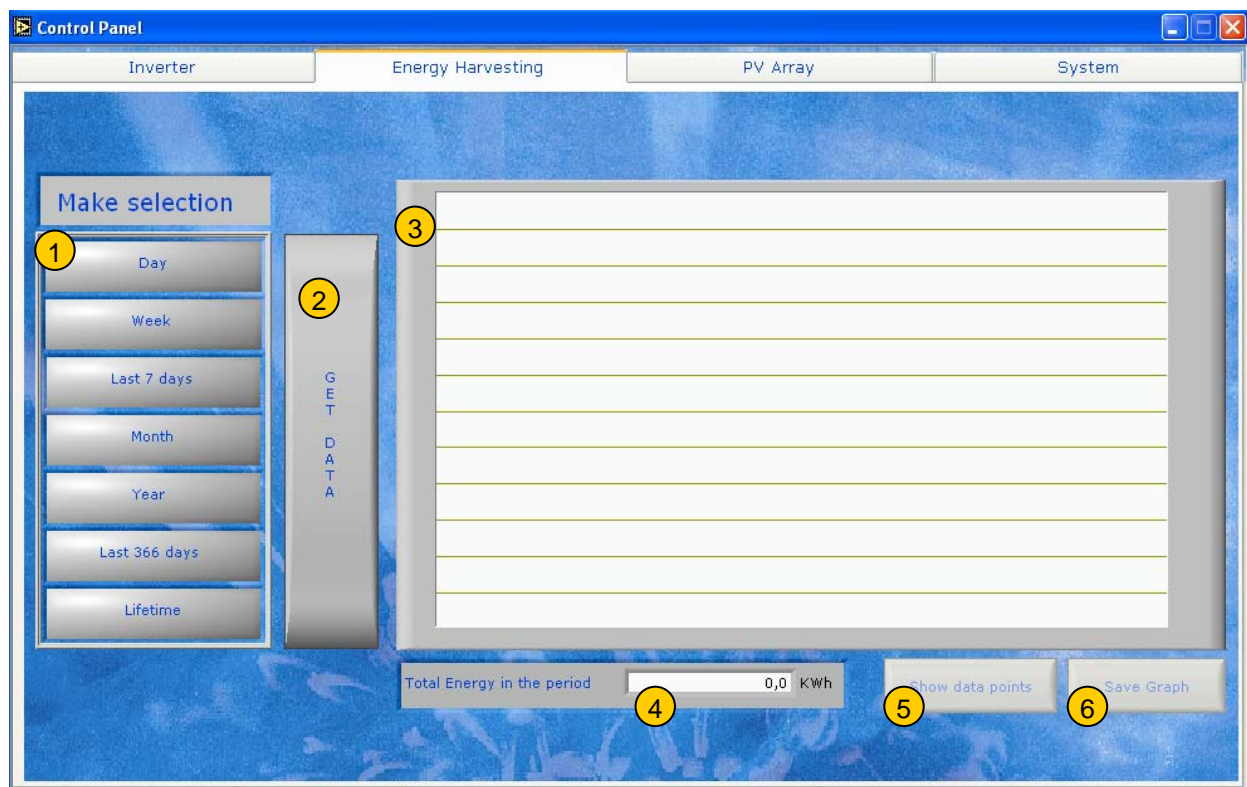 Control Panel
Inverter
Energy Harvesting
PV Array
System
Make selection
1
Day
Week
Last 7 days
Month
Year
Last 366 days
Lifetime
2
GET DATA
3
Total Energy in the period 0,0 KWh
4
Show data points
5
Save Graph
6